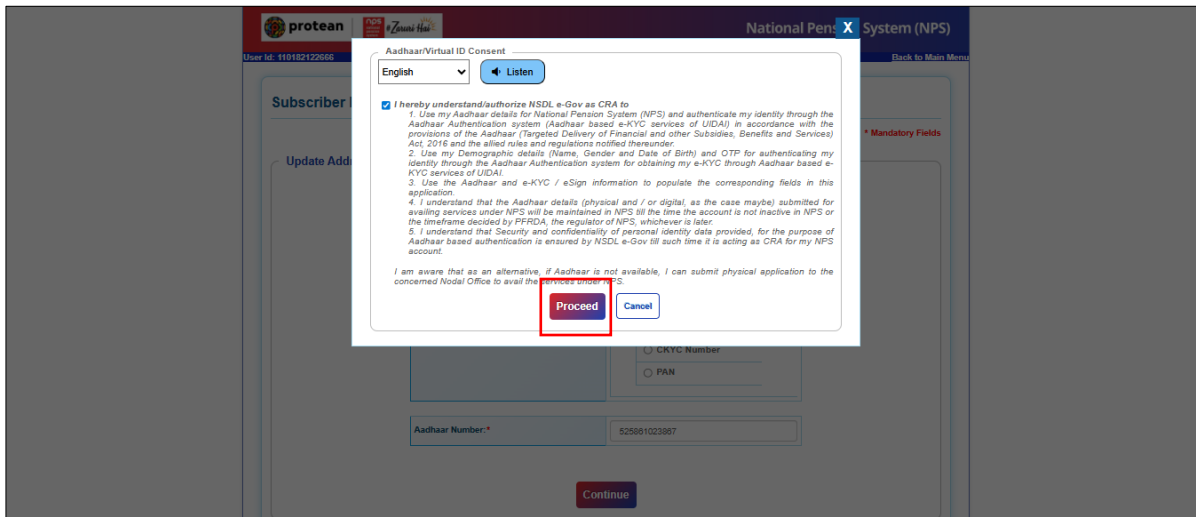 protean
nps
#Zaruri Hai
National Pens
X
System (NPS)
User Id: 110182122666
Back to Main Menu
Aadhaar/Virtual ID Consent
English
Listen
Subscriber
* Mandatory Fields
Update Addr
I hereby understand/authorize NSDL e-Gov as CRA to
1. Use my Aadhaar details for National Pension System (NPS) and authenticate my identity through the
Aadhaar Authentication system (Aadhaar based e-KYC services of UIDAI) in accordance with the
provisions of the Aadhaar (Targeted Delivery of Financial and other Subsidies, Benefits and Services)
Act, 2016 and the allied rules and regulations notified thereunder.
2. Use my Demographic details (Name, Gender and Date of Birth) and OTP for authenticating my
identity through the Aadhaar Authentication system for obtaining my e-KYC through Aadhaar based e-
KYC services of UIDAI.
3. Use the Aadhaar and e-KYC / eSign information to populate the corresponding fields in this
application.
4. I understand that the Aadhaar details (physical and / or digital, as the case maybe) submitted for
availing services under NPS will be maintained in NPS till the time the account is not inactive in NPS or
the timeframe decided by PFRDA, the regulator of NPS, whichever is later.
5. I understand that Security and confidentiality of personal identity data provided, for the purpose of
Aadhaar based authentication is ensured by NSDL e-Gov till such time it is acting as CRA for my NPS
account.
I am aware that as an alternative, if Aadhaar is not available, I can submit physical application to the
concerned Nodal Office to avail the services under NPS.
Proceed
Cancel
CKYC Number
PAN
Aadhaar Number:*
525861023867
Continue